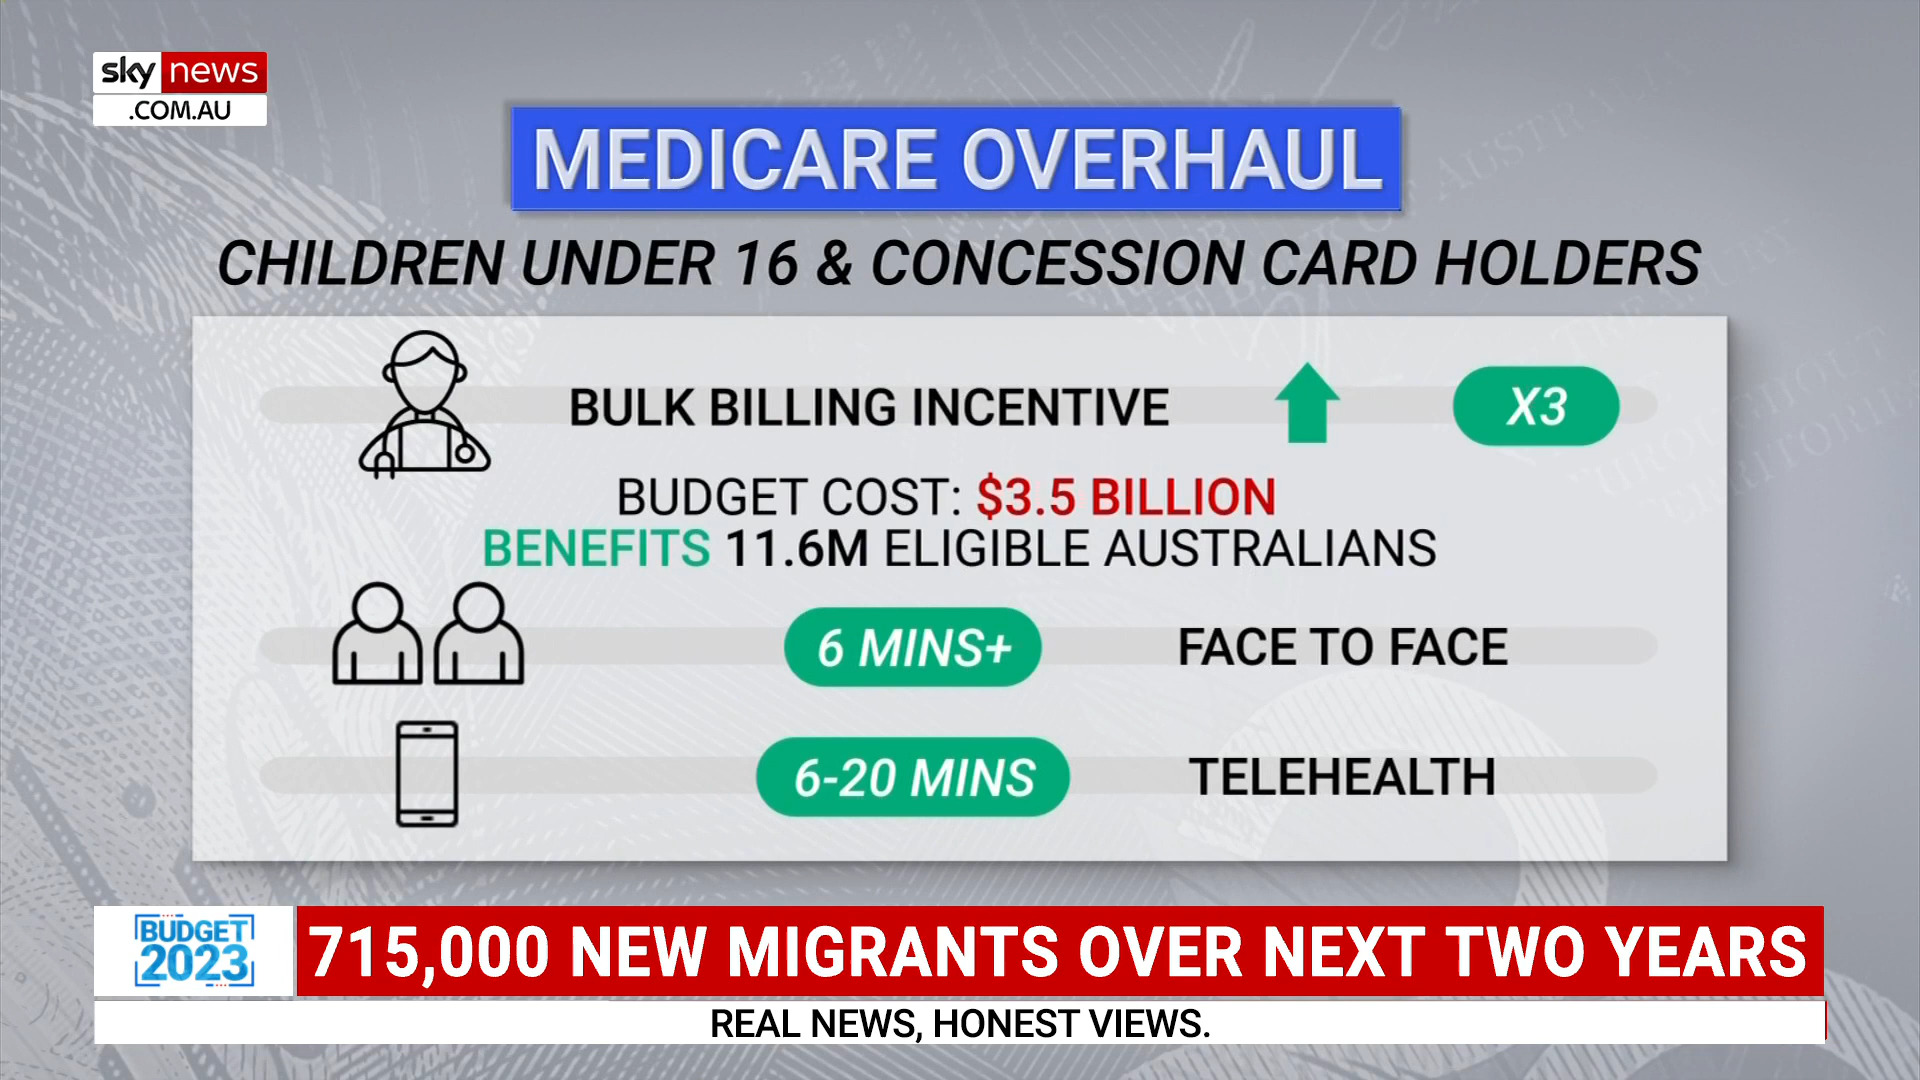 sky news
.COM.AU
MEDICARE OVERHAUL
CHILDREN UNDER 16 & CONCESSION CARD HOLDERS
BULK BILLING INCENTIVE X3
BUDGET COST: $3.5 BILLION
BENEFITS 11.6M ELIGIBLE AUSTRALIANS
6 MINS+ FACE TO FACE
6-20 MINS TELEHEALTH
BUDGET
2023
715,000 NEW MIGRANTS OVER NEXT TWO YEARS
REAL NEWS, HONEST VIEWS.